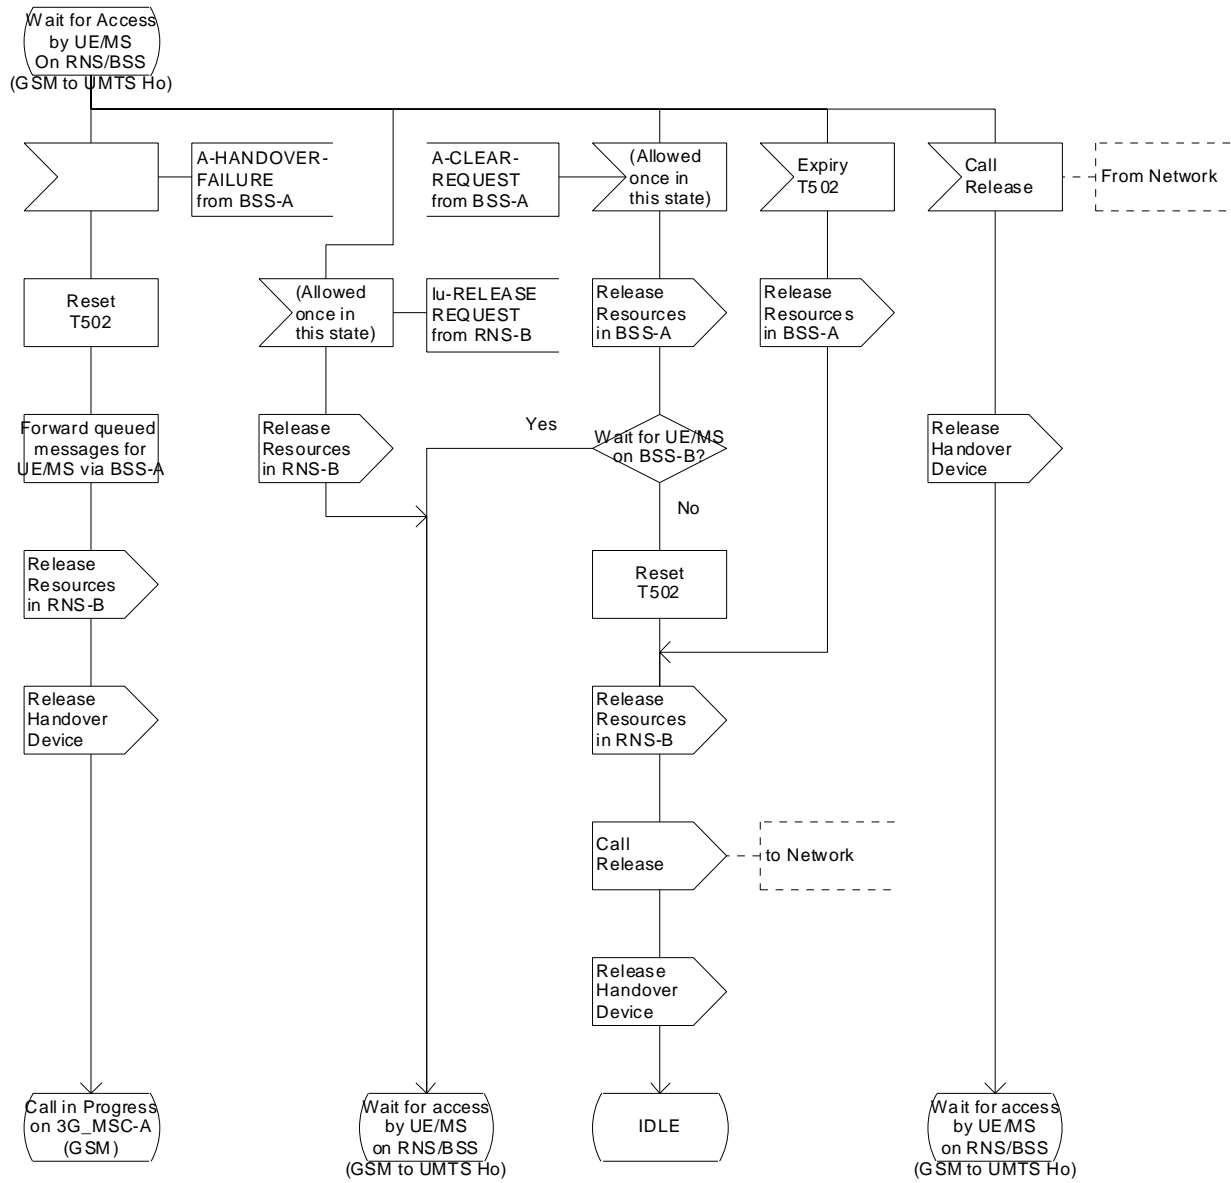 Wait for Access
by UE/MS
On RNS/BSS
(GSM to UMTS Ho)
A-HANDOVER-
FAILURE
from BSS-A
A-CLEAR-
REQUEST
from BSS-A
(Allowed
once in
this state)
Expiry
T502
Call
Release
From Network
Reset
T502
(Allowed
once in
this state)
Iu-RELEASE
REQUEST
from RNS-B
Release
Resources
in BSS-A
Release
Resources
in BSS-A
Forward queued
messages for
UE/MS via BSS-A
Release
Resources
in RNS-B
Yes
Wait for UE/MS
on BSS-B?
No
Release
Handover
Device
Release
Resources
in RNS-B
Reset
T502
Release
Handover
Device
Release
Resources
in RNS-B
Call
Release
to Network
Release
Handover
Device
Call in Progress
on 3G_MSC-A
(GSM)
Wait for access
by UE/MS
on RNS/BSS
(GSM to UMTS Ho)
IDLE
Wait for access
by UE/MS
on RNS/BSS
(GSM to UMTS Ho)